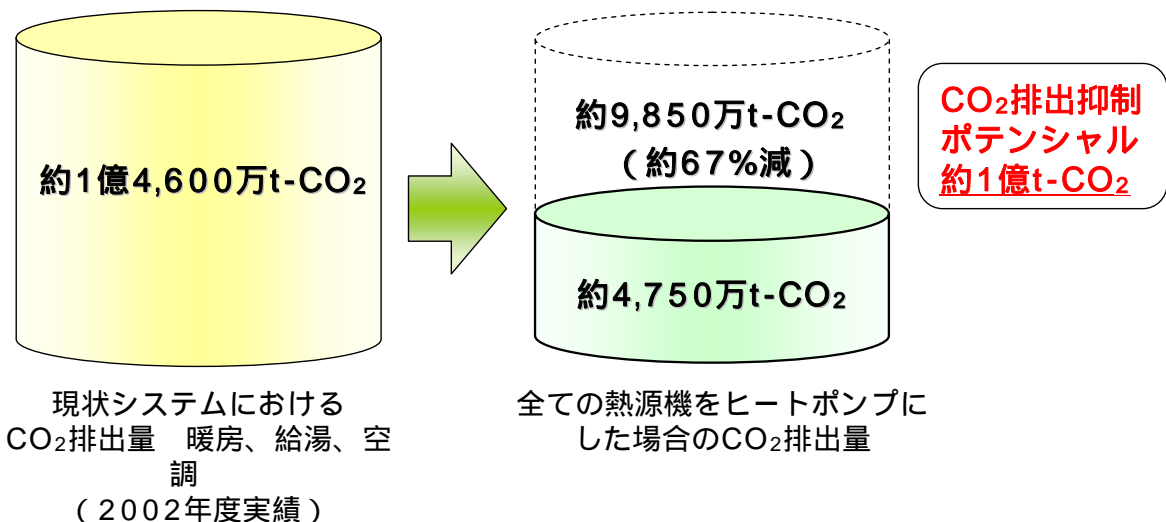 約1億4,600万t-CO₂
現状システムにおける
CO₂排出量　暖房、給湯、空
調
（２００２年度実績）
約9,850万t-CO₂
（約67%減）
約4,750万t-CO₂
全ての熱源機をヒートポンプに
した場合のCO₂排出量
CO₂排出抑制
ポテンシャル
約1億t-CO₂